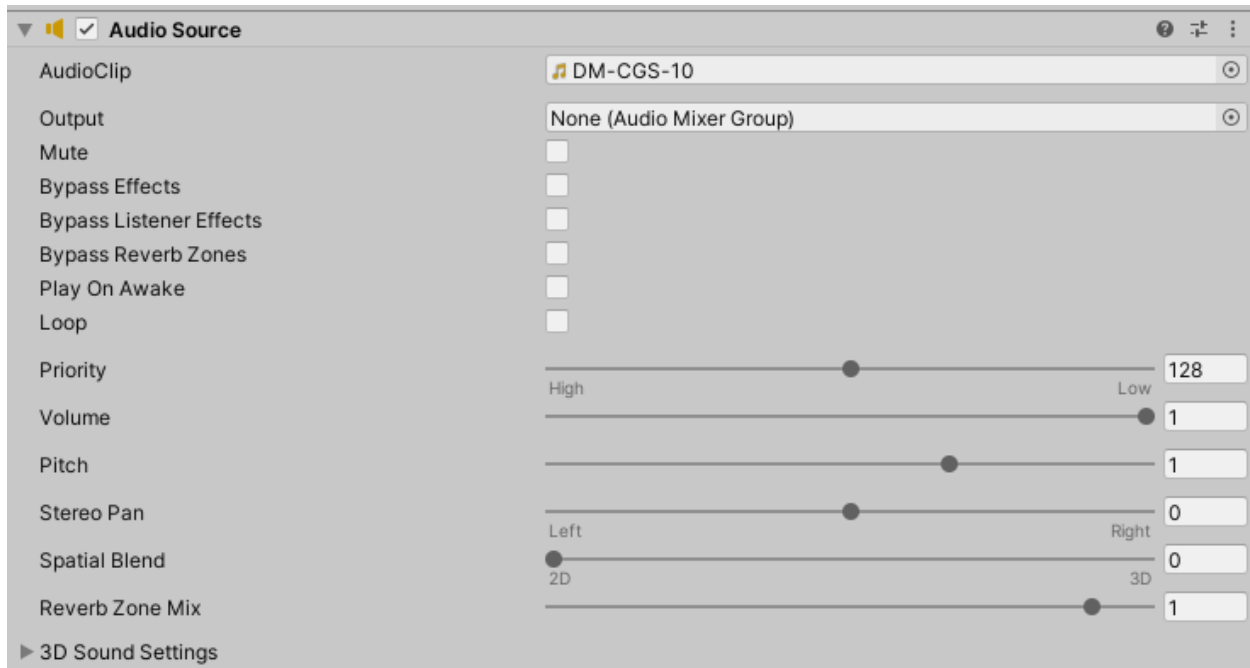 Audio Source
AudioClip DM-CGS-10
Output None (Audio Mixer Group)
Mute
Bypass Effects
Bypass Listener Effects
Bypass Reverb Zones
Play On Awake
Loop
Priority 128
High Low
Volume 1
Pitch 1
Stereo Pan 0
Left Right
Spatial Blend 0
2D 3D
Reverb Zone Mix 1
3D Sound Settings